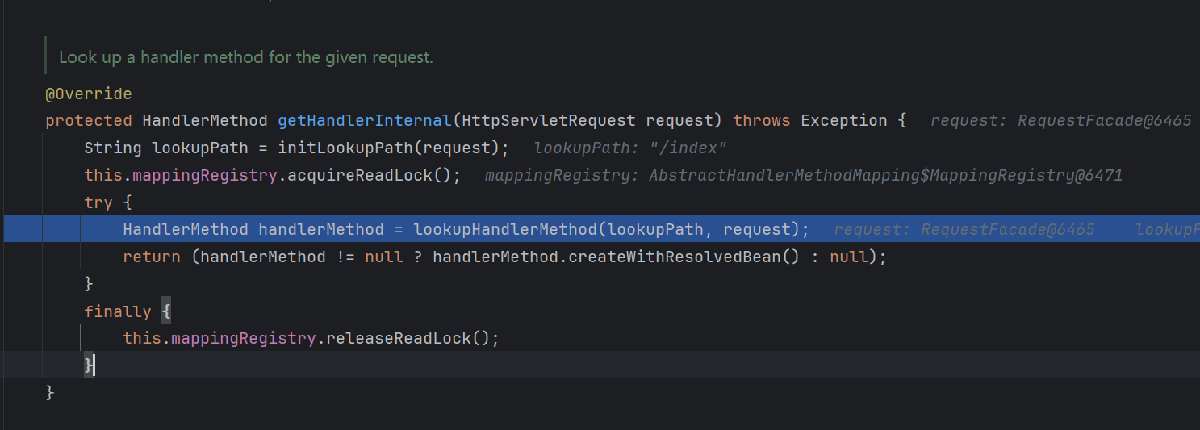 Look up a handler method for the given request.
@Override
protected HandlerMethod getHandlerInternal(HttpServletRequest request) throws Exception {  request: RequestFacade@6465
String lookupPath = initLookupPath(request);  lookupPath: "/index"
this.mappingRegistry.acquireReadLock();  mappingRegistry: AbstractHandlerMethodMapping$MappingRegistry@6471
try {
HandlerMethod handlerMethod = lookupHandlerMethod(lookupPath, request);  request: RequestFacade@6465
return (handlerMethod != null ? handlerMethod.createWithResolvedBean() : null);
}
finally {
this.mappingRegistry.releaseReadLock();
}
}